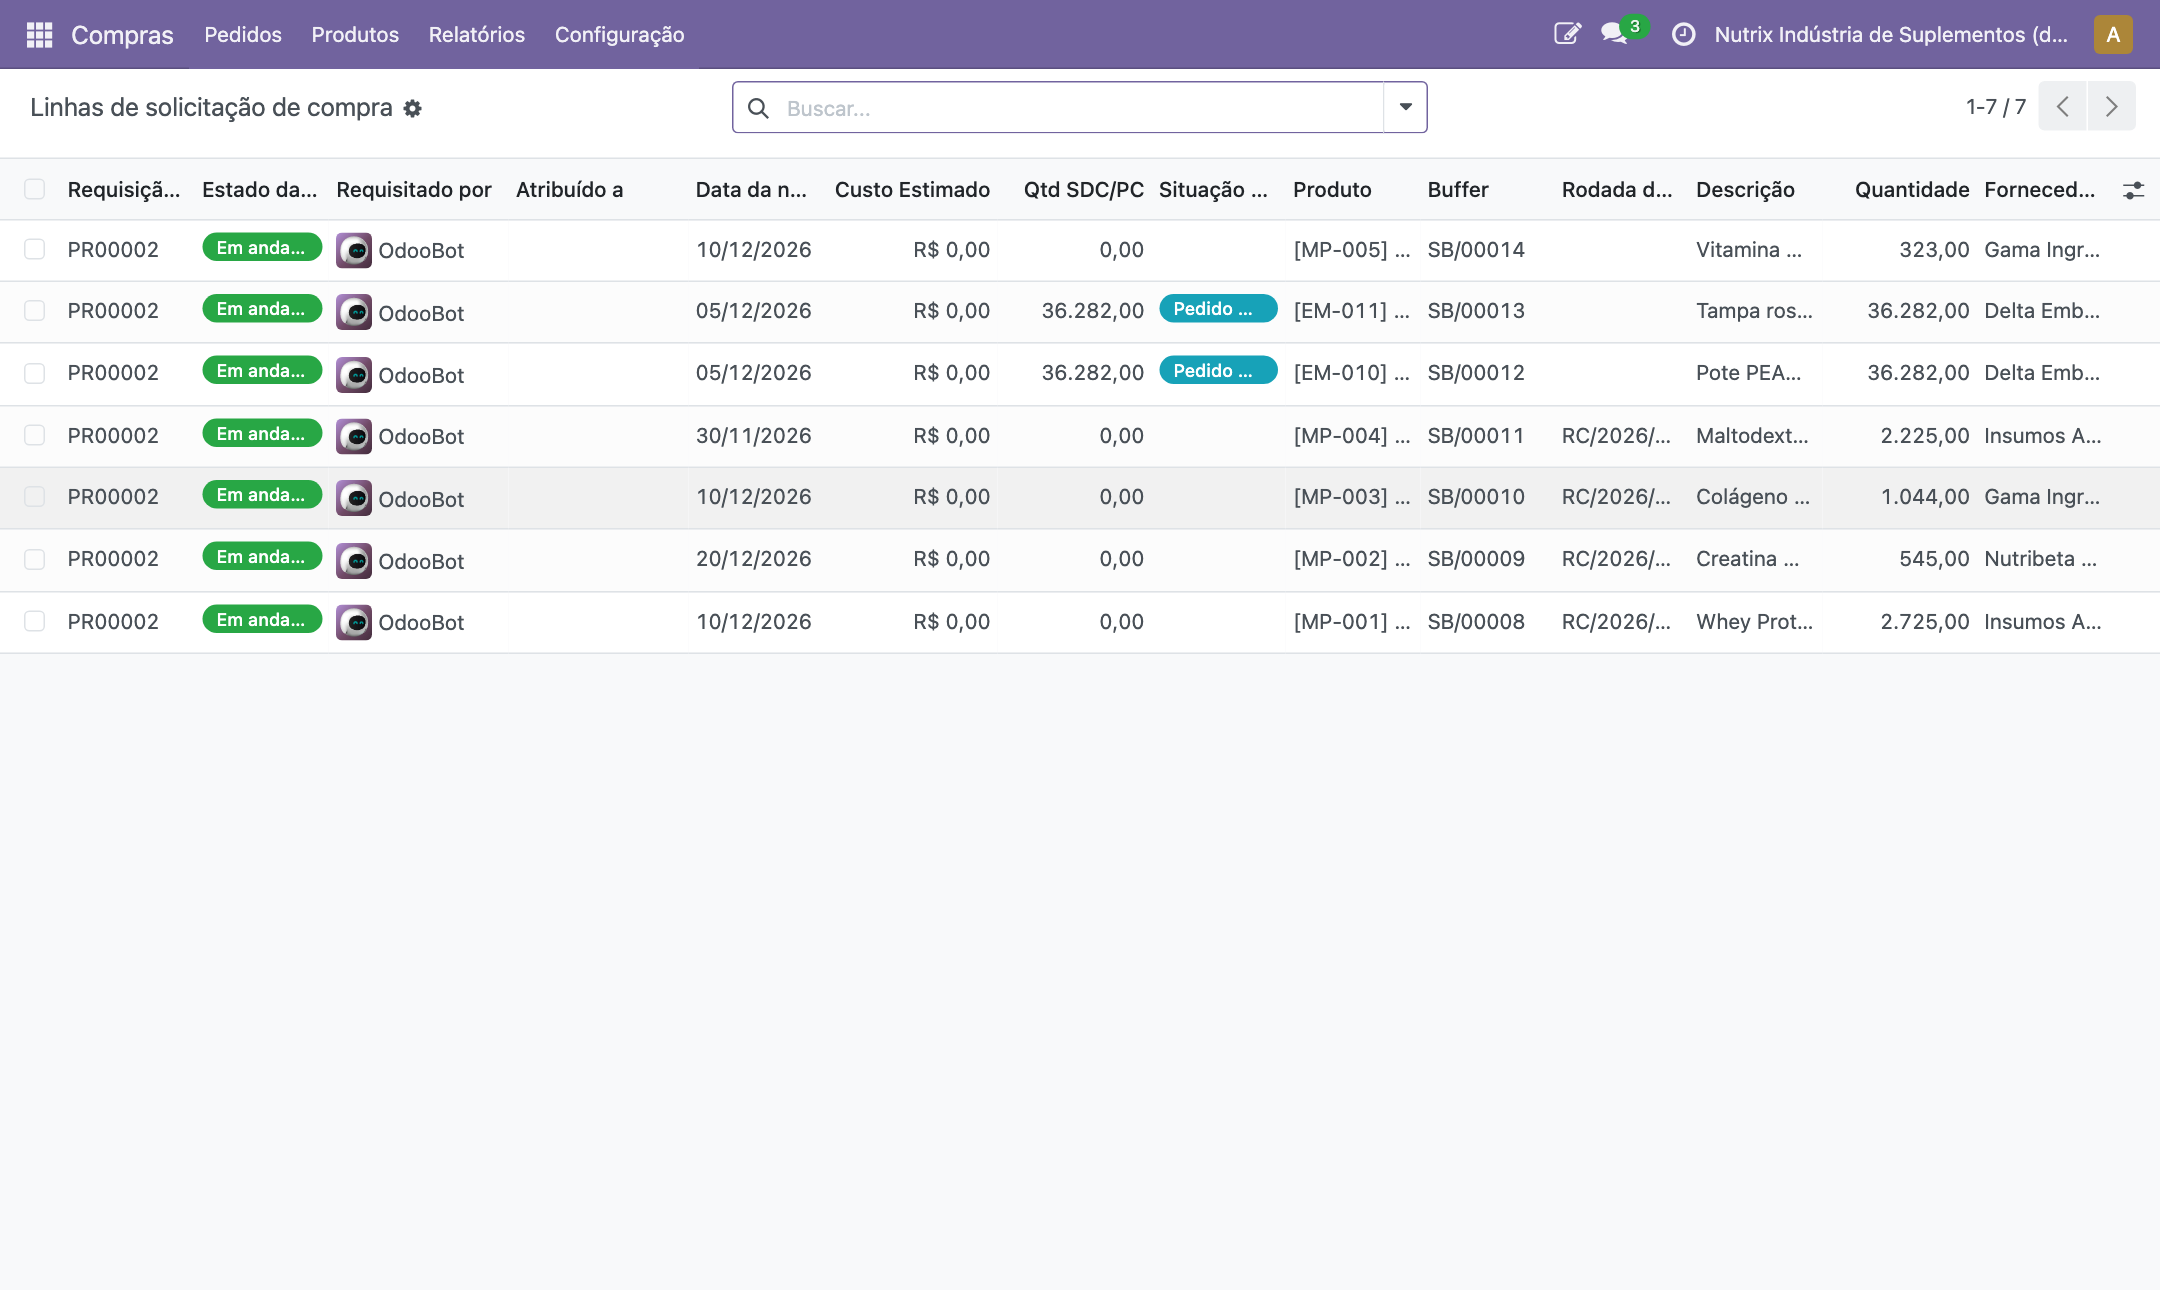 Compras Pedidos Produtos Relatórios Configuração 3 Nutrix Indústria de Suplementos (d... A
Linhas de solicitação de compra Buscar... 1-7 / 7
Requisiçã... Estado da... Requisitado por Atribuído a Data da n... Custo Estimado Qtd SDC/PC Situação ... Produto Buffer Rodada d... Descrição Quantidade Forneced...
PR00002 Em anda... OdooBot 10/12/2026 R$ 0,00 0,00 [MP-005] ... SB/00014 Vitamina ... 323,00 Gama Ingr...
PR00002 Em anda... OdooBot 05/12/2026 R$ 0,00 36.282,00 Pedido ... [EM-011] ... SB/00013 Tampa ros... 36.282,00 Delta Emb...
PR00002 Em anda... OdooBot 05/12/2026 R$ 0,00 36.282,00 Pedido ... [EM-010] ... SB/00012 Pote PEA... 36.282,00 Delta Emb...
PR00002 Em anda... OdooBot 30/11/2026 R$ 0,00 0,00 [MP-004] ... SB/00011 RC/2026/... Maltodext... 2.225,00 Insumos A...
PR00002 Em anda... OdooBot 10/12/2026 R$ 0,00 0,00 [MP-003] ... SB/00010 RC/2026/... Colágeno ... 1.044,00 Gama Ingr...
PR00002 Em anda... OdooBot 20/12/2026 R$ 0,00 0,00 [MP-002] ... SB/00009 RC/2026/... Creatina ... 545,00 Nutribeta ...
PR00002 Em anda... OdooBot 10/12/2026 R$ 0,00 0,00 [MP-001] ... SB/00008 RC/2026/... Whey Prot... 2.725,00 Insumos A...